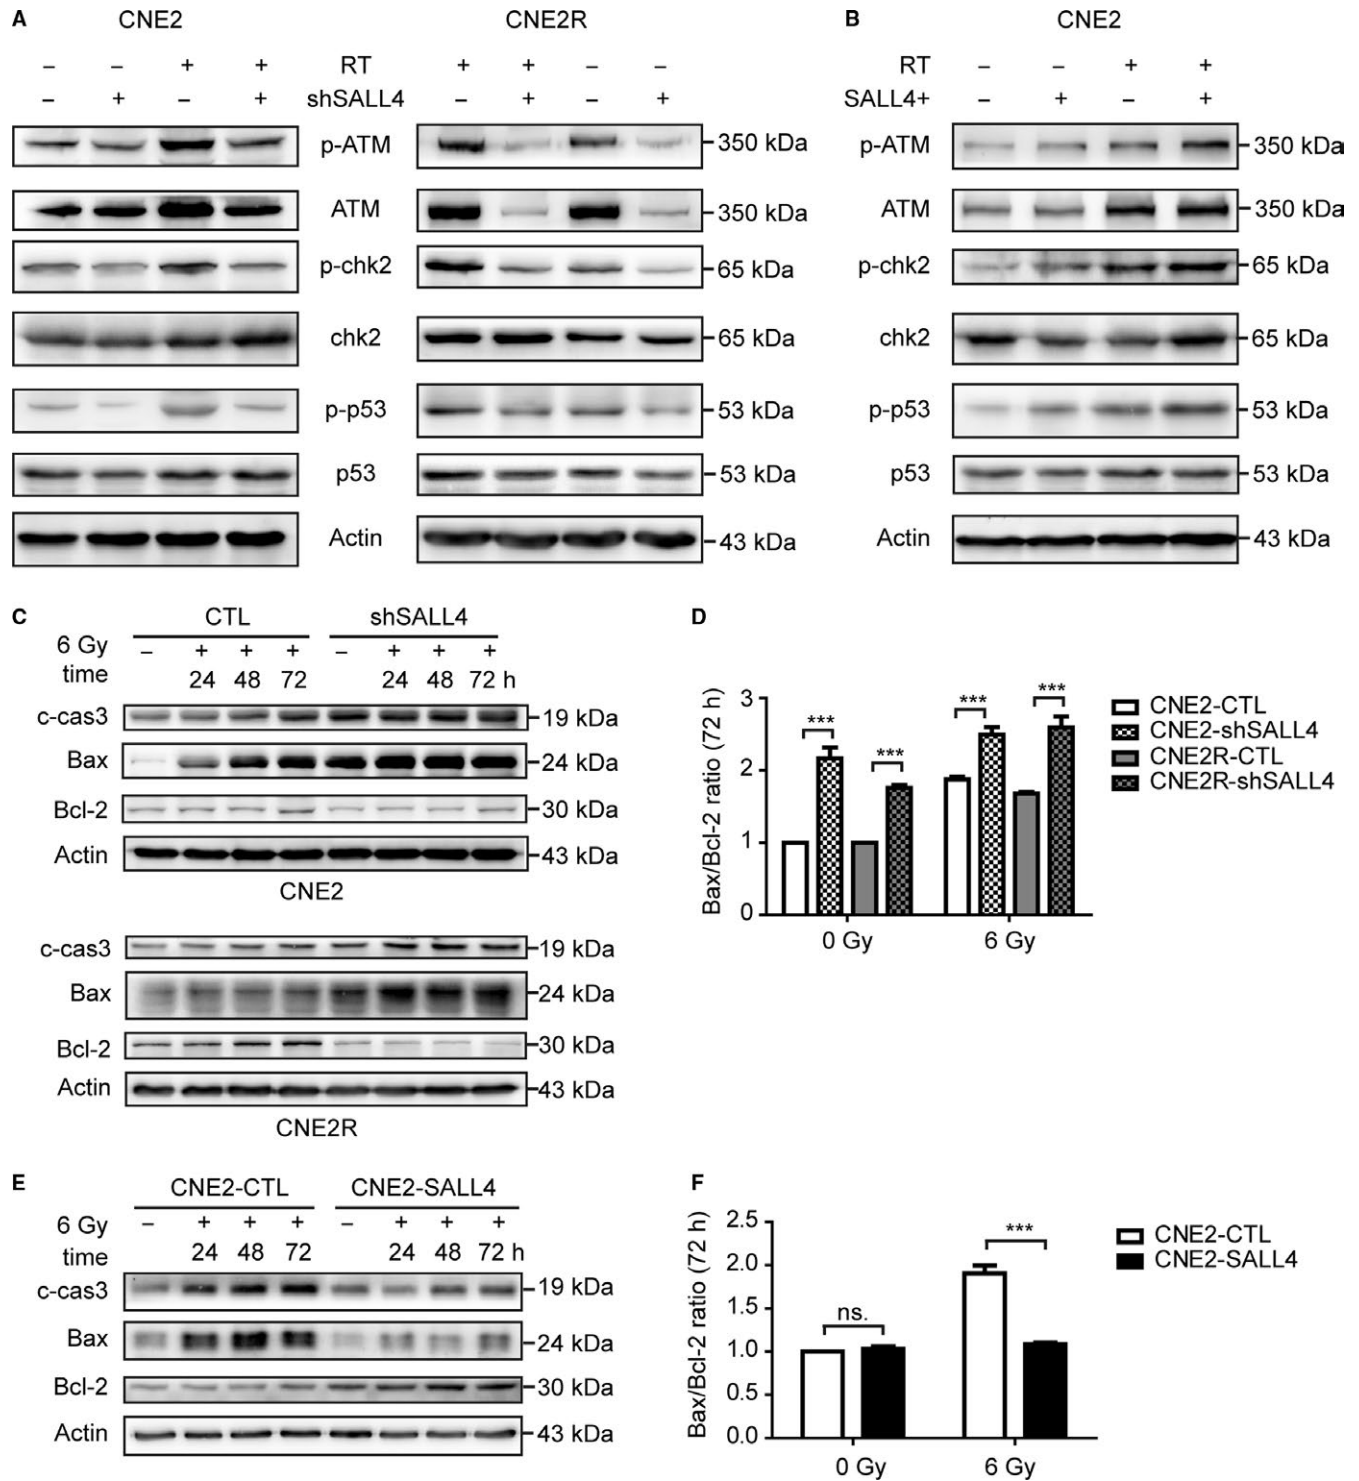 A CNE2 CNE2R
– – + + RT + + – –
– + – + shSALL4 – + – +
p-ATM 350 kDa
ATM 350 kDa
p-chk2 65 kDa
chk2 65 kDa
p-p53 53 kDa
p53 53 kDa
Actin 43 kDa
B CNE2
RT – – + +
SALL4+ – + – +
p-ATM 350 kDa
ATM 350 kDa
p-chk2 65 kDa
chk2 65 kDa
p-p53 53 kDa
p53 53 kDa
Actin 43 kDa
C CTL shSALL4
6 Gy – + + + – + + +
time 24 48 72 24 48 72 h
c-cas3 19 kDa
Bax 24 kDa
Bcl-2 30 kDa
Actin 43 kDa
CNE2
c-cas3 19 kDa
Bax 24 kDa
Bcl-2 30 kDa
Actin 43 kDa
CNE2R
D
Bax/Bcl-2 ratio (72 h)
3
2
1
0
*** *** *** ***
0 Gy 6 Gy
CNE2-CTL
CNE2-shSALL4
CNE2R-CTL
CNE2R-shSALL4
E CNE2-CTL CNE2-SALL4
6 Gy – + + + – + + +
time 24 48 72 24 48 72 h
c-cas3 19 kDa
Bax 24 kDa
Bcl-2 30 kDa
Actin 43 kDa
F
Bax/Bcl-2 ratio (72 h)
2.5
2.0
1.5
1.0
0.5
0.0
ns. ***
0 Gy 6 Gy
CNE2-CTL
CNE2-SALL4